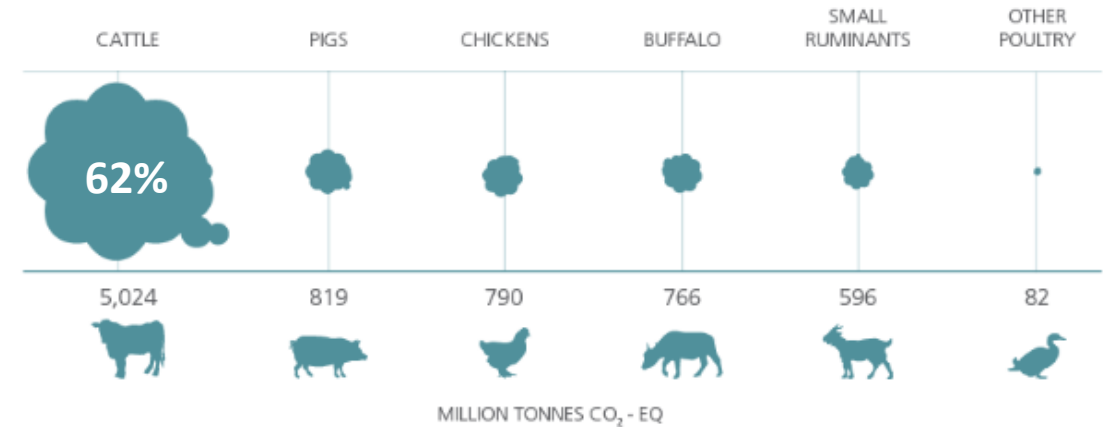 CATTLE
PIGS
CHICKENS
BUFFALO
SMALL
RUMINANTS
OTHER
POULTRY
62%
5,024
819
790
766
596
82
MILLION TONNES CO₂ - EQ